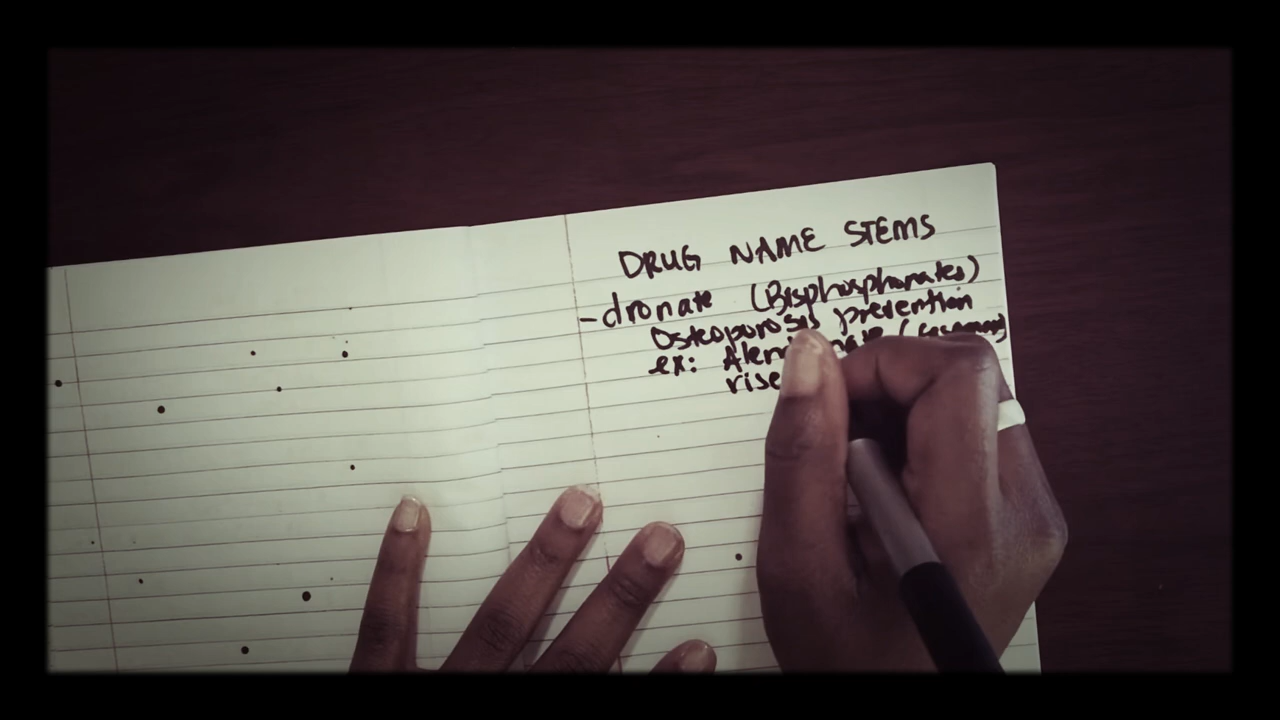 DRUG NAME STEMS
-dronate (Bisphosphonates)
Osteoporosis prevention
ex:
rise